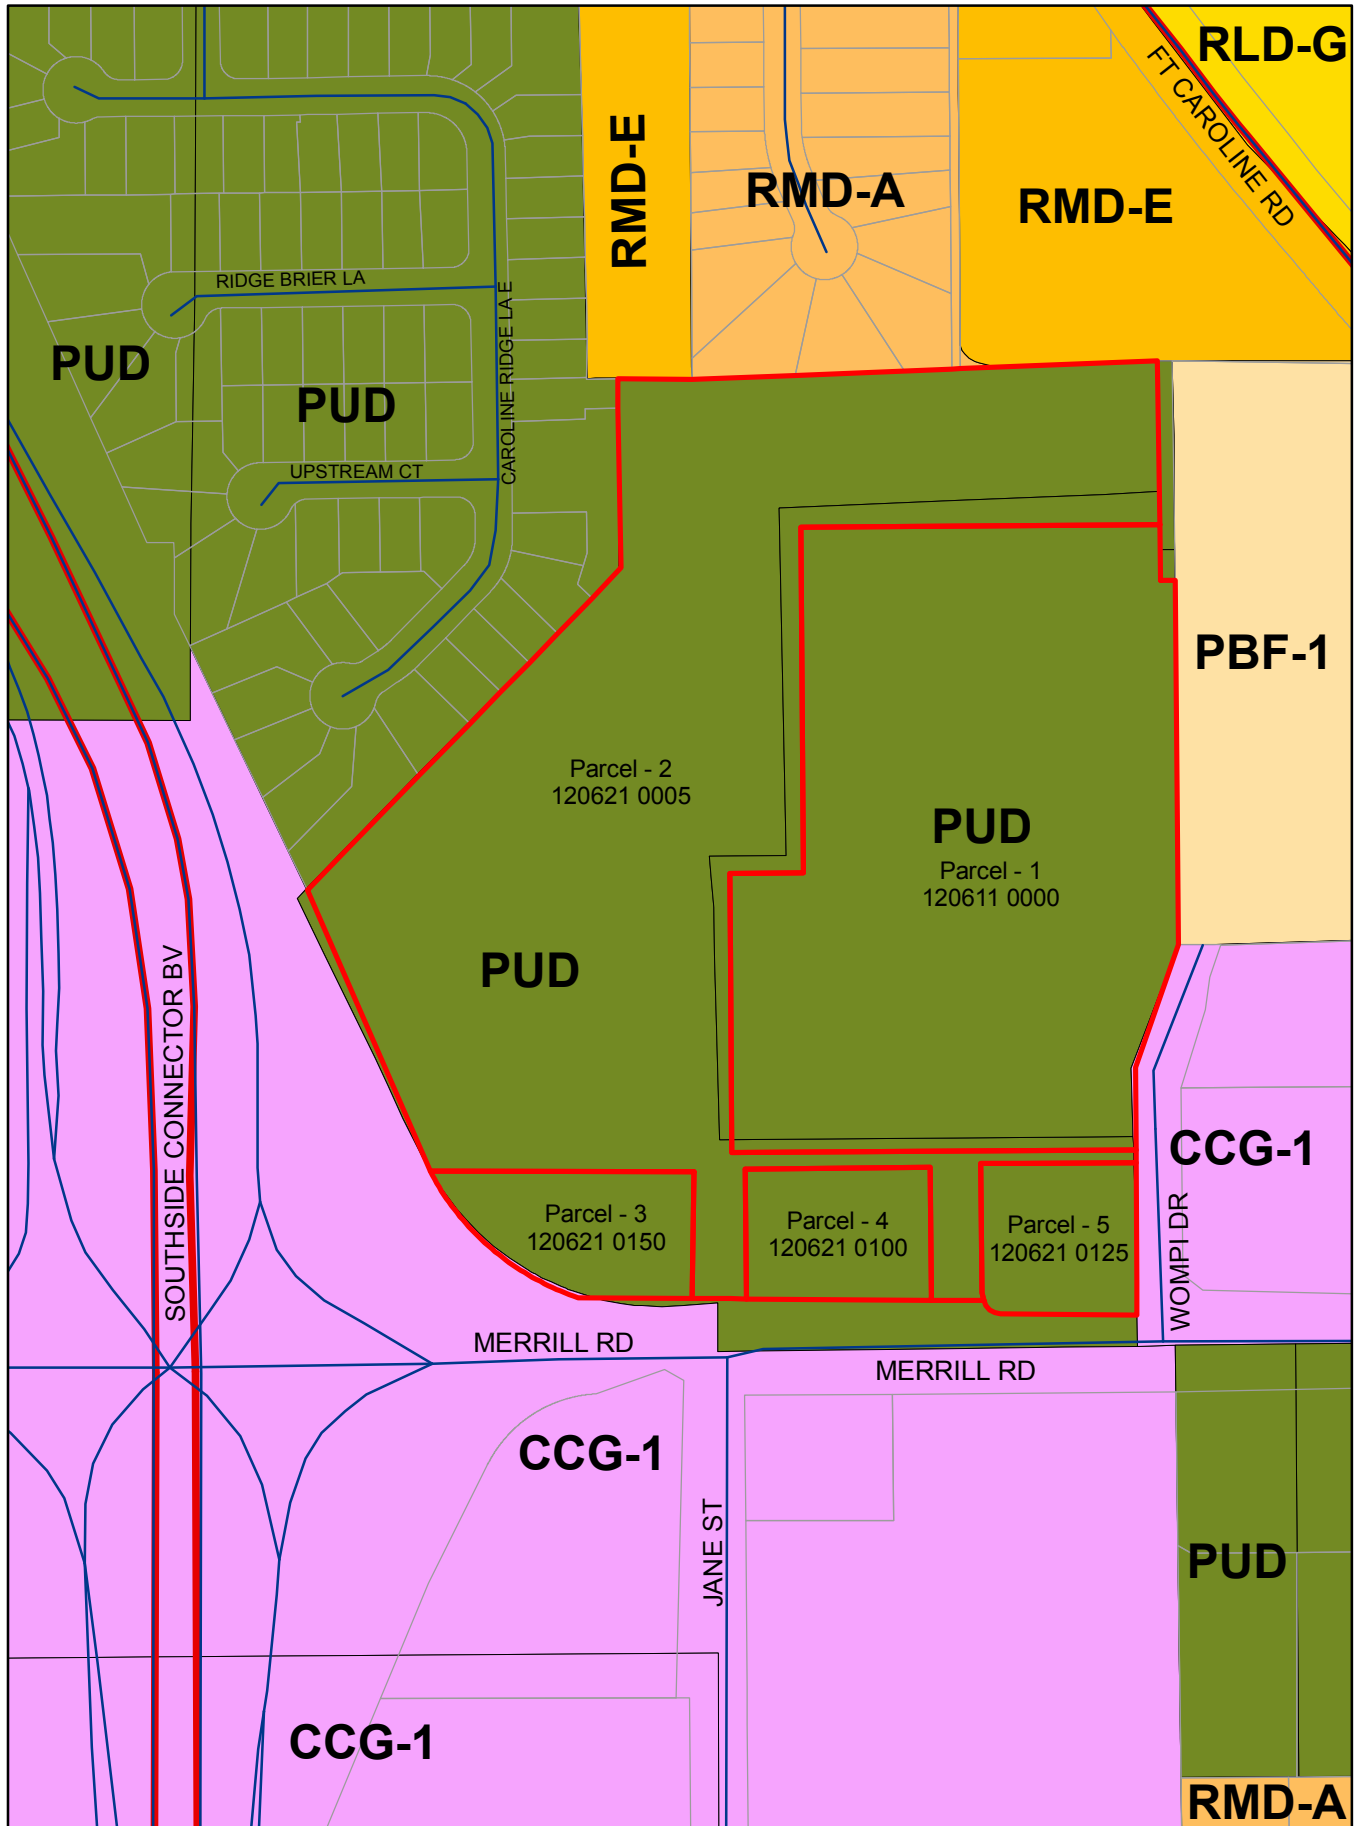 RLD-G
FT CAROLINE RD
RMD-E
RMD-A
RMD-E
RIDGE BRIER LA
CAROLINE RIDGE LA E
PUD
PUD
UPSTREAM CT
PBF-1
Parcel - 2
120621 0005
PUD
Parcel - 1
120611 0000
PUD
SOUTHSIDE CONNECTOR BV
CCG-1
WOMPI DR
Parcel - 3
120621 0150
Parcel - 4
120621 0100
Parcel - 5
120621 0125
MERRILL RD
MERRILL RD
CCG-1
JANE ST
PUD
CCG-1
RMD-A